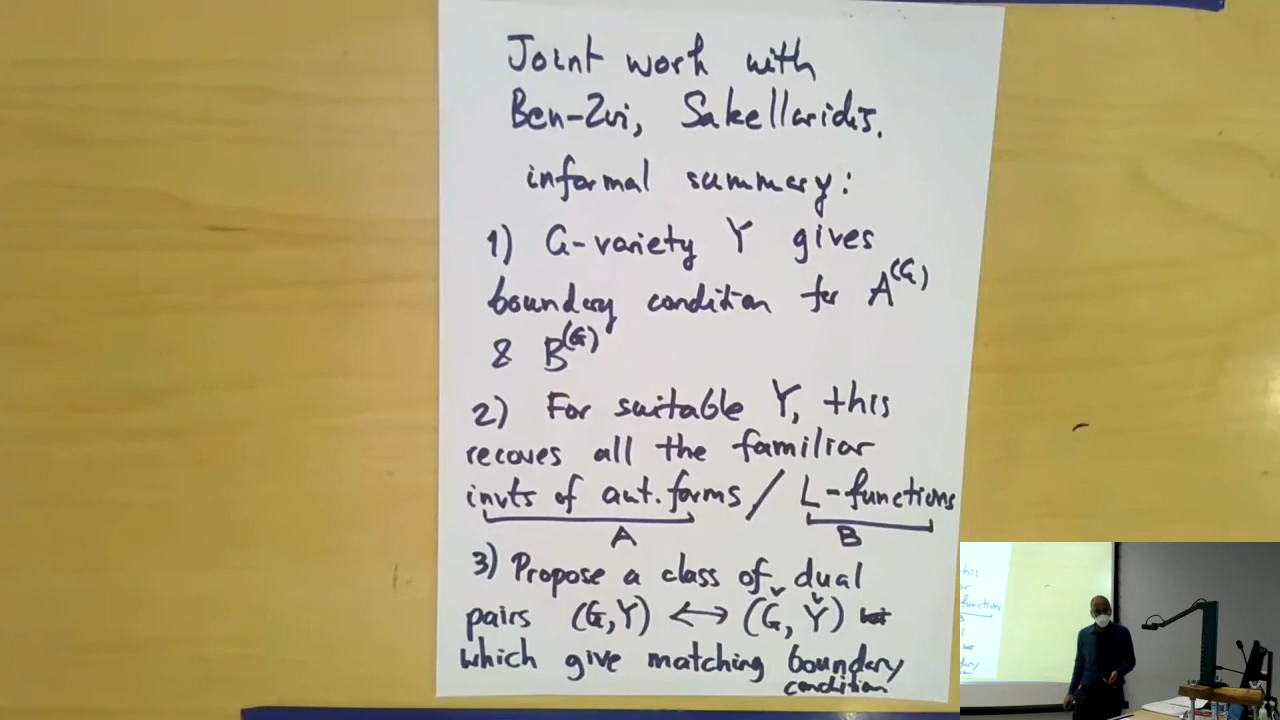 Joint work with
Ben-Zvi, Sakellaridis.
informal summary:
1) G-variety Y gives
boundary condition for A^(G)
& B^(G)
2) For suitable Y, this
recovers all the familiar
invts of aut. forms / L-functions
A B
3) Propose a class of dual
pairs (G,Y) ↔ (Ǧ, Y̌)
which give matching boundary
condition